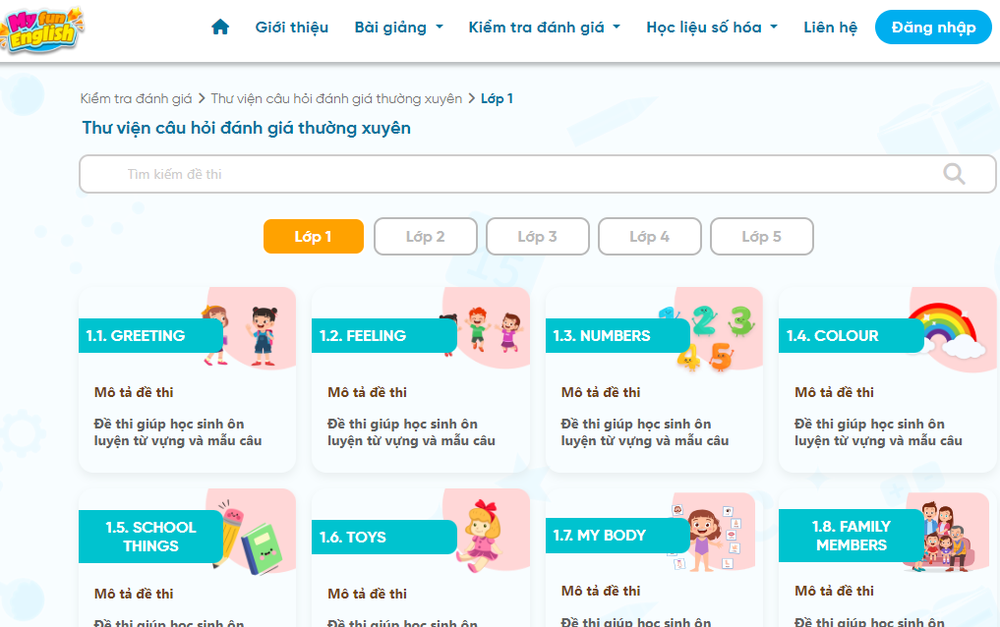 My fun
English
Giới thiệu Bài giảng Kiểm tra đánh giá Học liệu số hóa Liên hệ Đăng nhập
Kiểm tra đánh giá > Thư viện câu hỏi đánh giá thường xuyên > Lớp 1
Thư viện câu hỏi đánh giá thường xuyên
Tìm kiếm đề thi
Lớp 1 Lớp 2 Lớp 3 Lớp 4 Lớp 5
1.1. GREETING
Mô tả đề thi
Đề thi giúp học sinh ôn
luyện từ vựng và mẫu câu
1.2. FEELING
Mô tả đề thi
Đề thi giúp học sinh ôn
luyện từ vựng và mẫu câu
1 2 3
4 5
1.3. NUMBERS
Mô tả đề thi
Đề thi giúp học sinh ôn
luyện từ vựng và mẫu câu
1.4. COLOUR
Mô tả đề thi
Đề thi giúp học sinh ôn
luyện từ vựng và mẫu câu
1.5. SCHOOL
THINGS
Mô tả đề thi
Đề thi giúp học sinh ôn
1.6. TOYS
Mô tả đề thi
Đề thi giúp học sinh ôn
1.7. MY BODY
Mô tả đề thi
Đề thi giúp học sinh ôn
1.8. FAMILY
MEMBERS
Mô tả đề thi
Đề thi giúp học sinh ôn